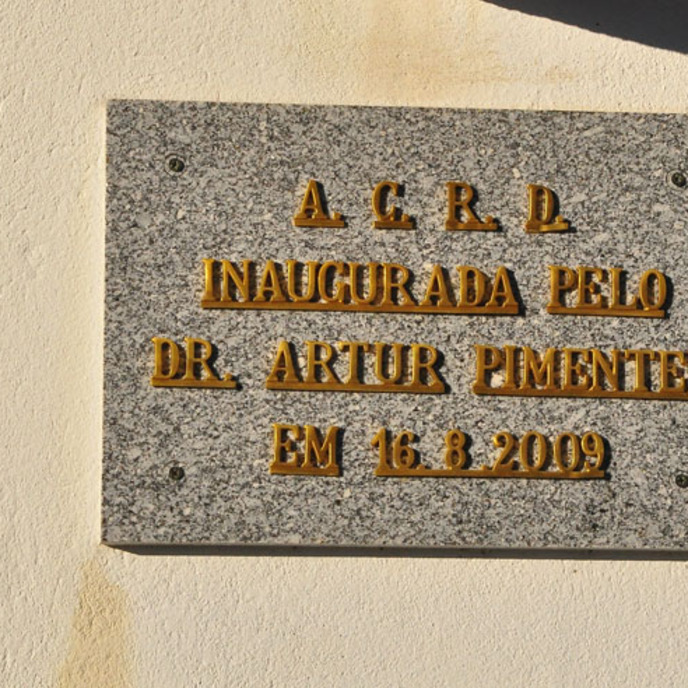 A. C. R. D.
INAUGURADA PELO
DR. ARTUR PIMENTE
EM 16.8.2009